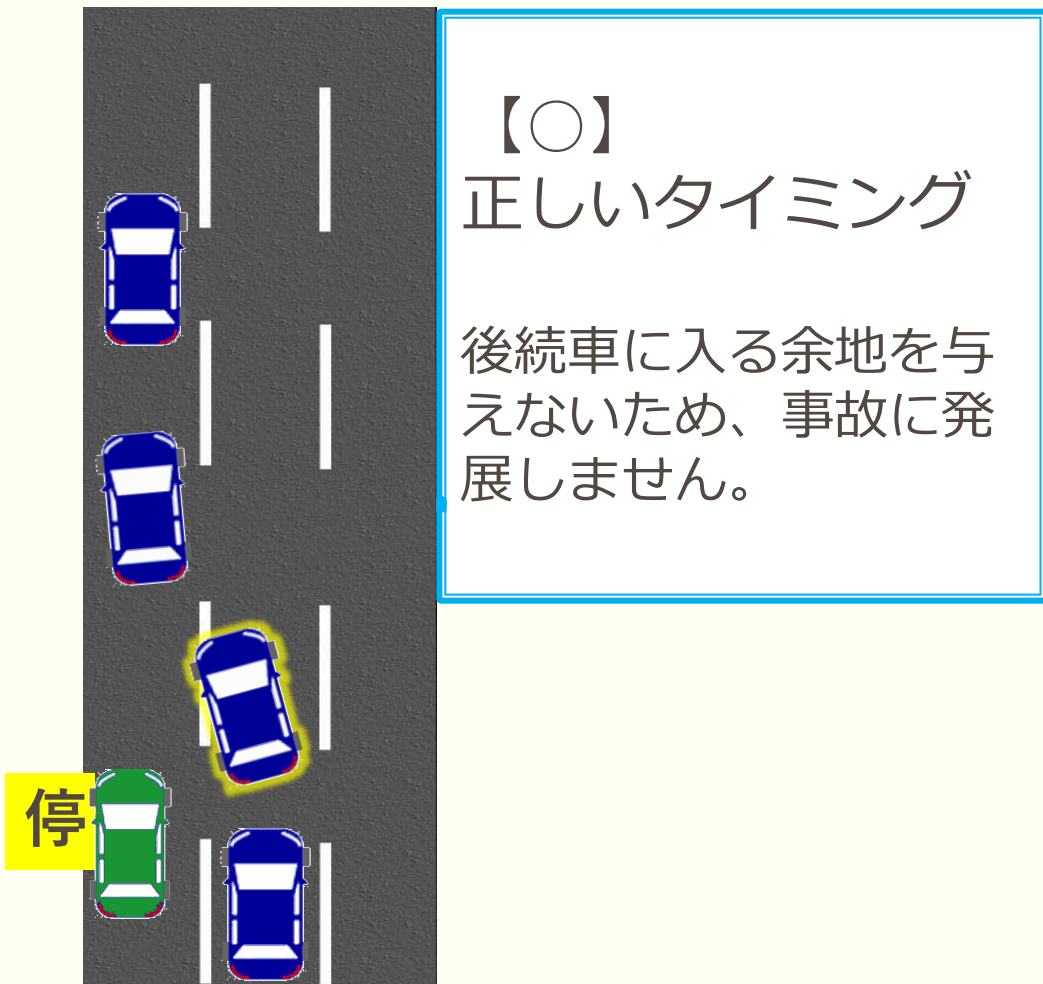 【○】
正しいタイミング
後続車に入る余地を与
えないため、事故に発
展しません。
停